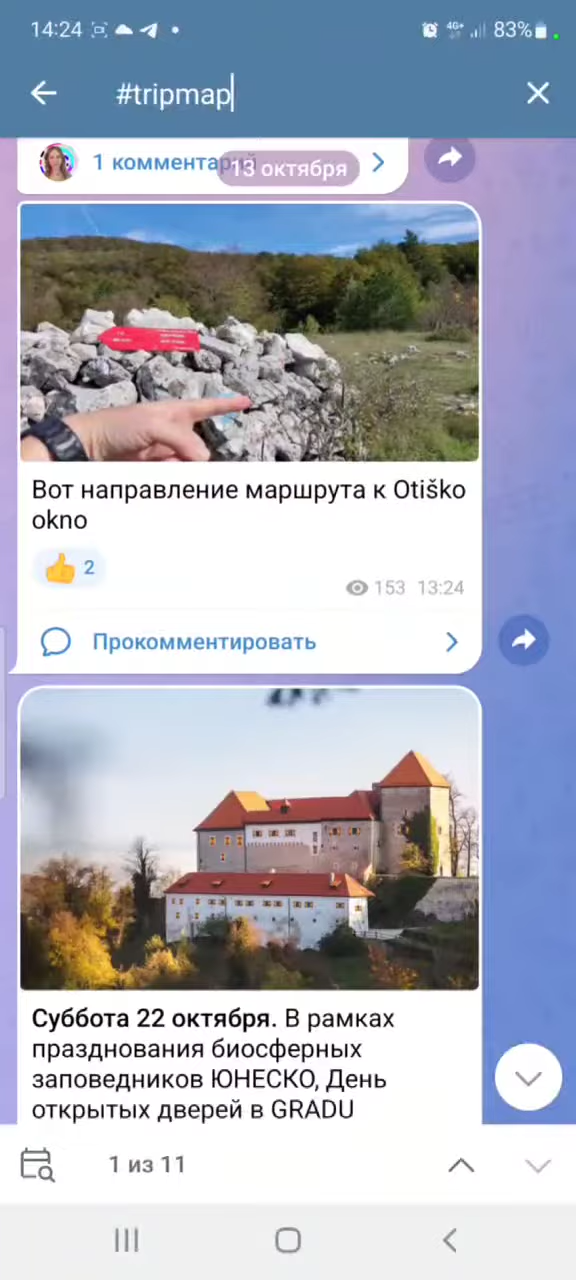 14:24
4G+
83%
#tripmap
1 комментарий
13 октября
Вот направление маршрута к Otiško
okno
2
153 13:24
Прокомментировать
Суббота 22 октября. В рамках
празднования биосферных
заповедников ЮНЕСКО, День
открытых дверей в GRADU
1 из 11